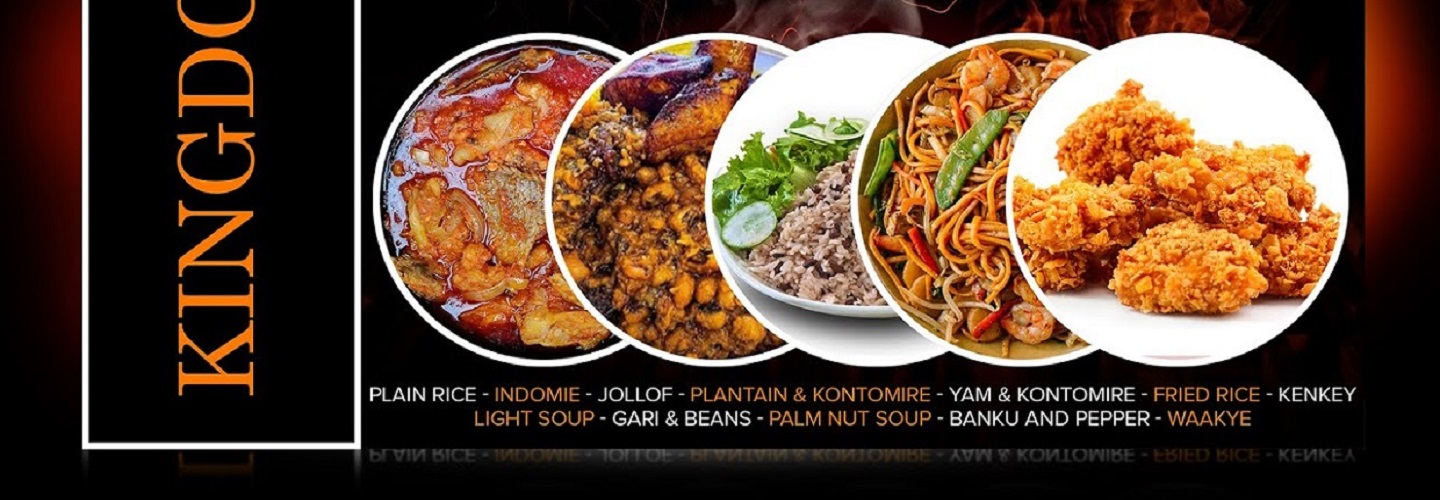 KINGDO
PLAIN RICE - INDOMIE - JOLLOF - PLANTAIN & KONTOMIRE - YAM & KONTOMIRE - FRIED RICE - KENKEY
LIGHT SOUP - GARI & BEANS - PALM NUT SOUP - BANKU AND PEPPER - WAAKYE